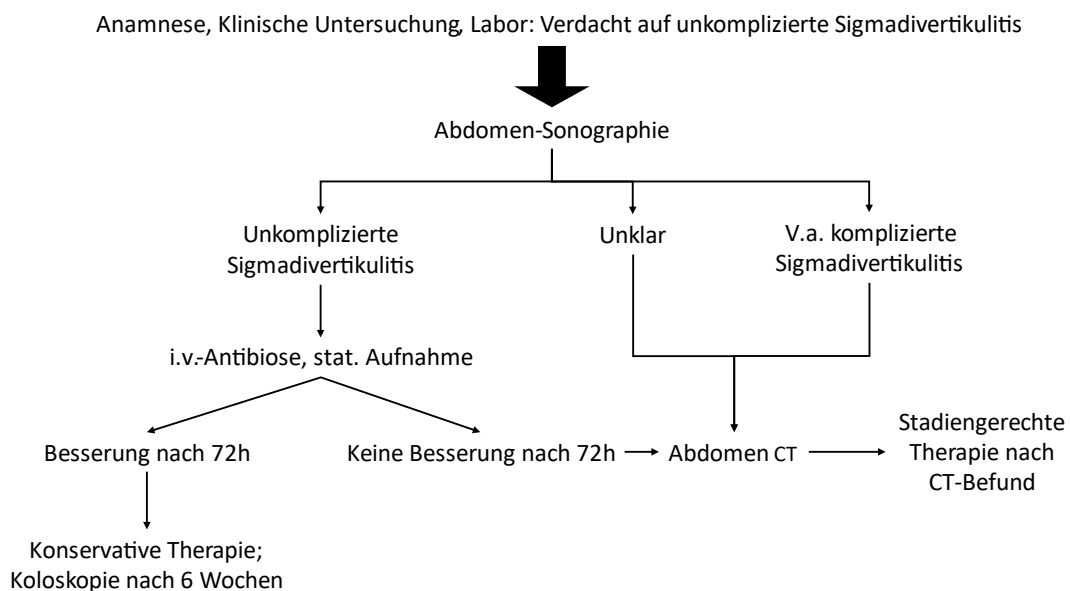 Anamnese, Klinische Untersuchung, Labor: Verdacht auf unkomplizierte Sigmadivertikulitis
Abdomen-Sonographie
Unkomplizierte
Sigmadivertikulitis
Unklar
V.a. komplizierte
Sigmadivertikulitis
i.v.-Antibiose, stat. Aufnahme
Besserung nach 72h
Keine Besserung nach 72h
Abdomen CT
Stadiengerechte
Therapie nach
CT-Befund
Konservative Therapie;
Koloskopie nach 6 Wochen